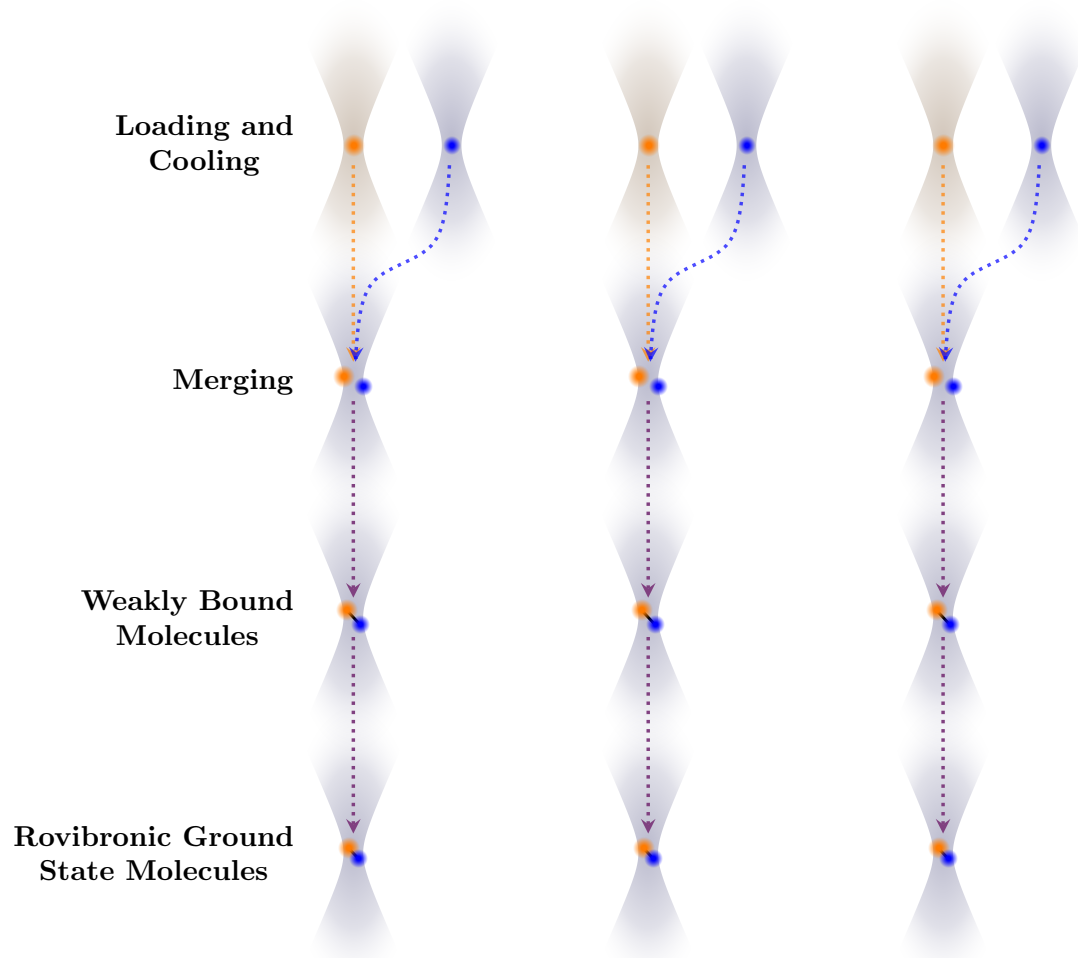 Loading and
Cooling
Merging
Weakly Bound
Molecules
Rovibronic Ground
State Molecules